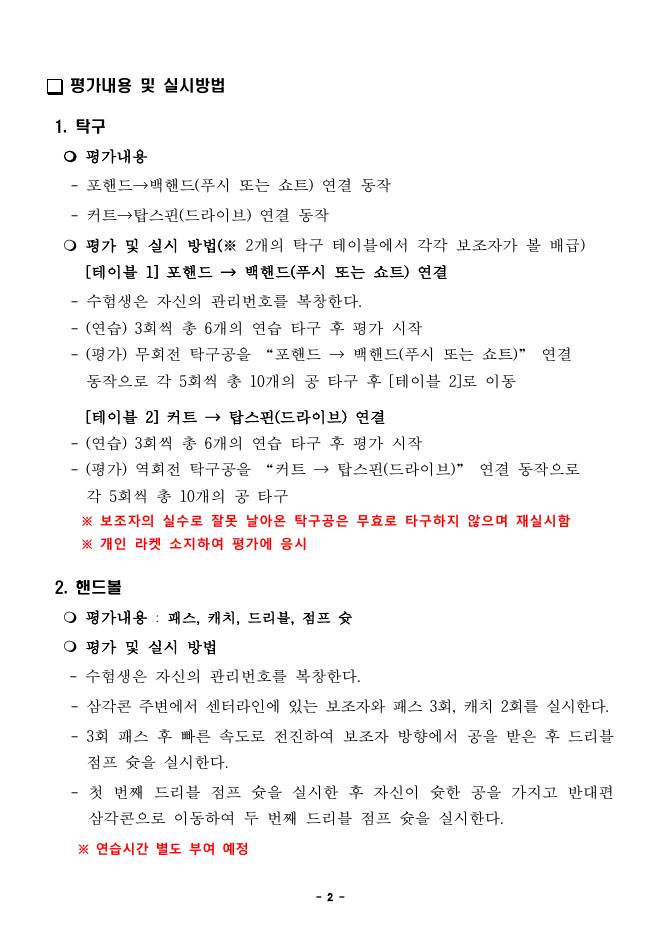 ❏ 평가내용 및 실시방법
1. 탁구
❍ 평가내용
- 포핸드→백핸드(푸시 또는 쇼트) 연결 동작
- 커트→탑스핀(드라이브) 연결 동작
❍ 평가 및 실시 방법(※ 2개의 탁구 테이블에서 각각 보조자가 볼 배급)
[테이블 1] 포핸드 → 백핸드(푸시 또는 쇼트) 연결
- 수험생은 자신의 관리번호를 복창한다.
- (연습) 3회씩 총 6개의 연습 타구 후 평가 시작
- (평가) 무회전 탁구공을 “포핸드 → 백핸드(푸시 또는 쇼트)” 연결
동작으로 각 5회씩 총 10개의 공 타구 후 [테이블 2]로 이동
[테이블 2] 커트 → 탑스핀(드라이브) 연결
- (연습) 3회씩 총 6개의 연습 타구 후 평가 시작
- (평가) 역회전 탁구공을 “커트 → 탑스핀(드라이브)” 연결 동작으로
각 5회씩 총 10개의 공 타구
※ 보조자의 실수로 잘못 날아온 탁구공은 무효로 타구하지 않으며 재실시함
※ 개인 라켓 소지하여 평가에 응시
2. 핸드볼
❍ 평가내용 : 패스, 캐치, 드리블, 점프 슛
❍ 평가 및 실시 방법
- 수험생은 자신의 관리번호를 복창한다.
- 삼각콘 주변에서 센터라인에 있는 보조자와 패스 3회, 캐치 2회를 실시한다.
- 3회 패스 후 빠른 속도로 전진하여 보조자 방향에서 공을 받은 후 드리블
점프 슛을 실시한다.
- 첫 번째 드리블 점프 슛을 실시한 후 자신이 슛한 공을 가지고 반대편
삼각콘으로 이동하여 두 번째 드리블 점프 슛을 실시한다.
※ 연습시간 별도 부여 예정
- 2 -